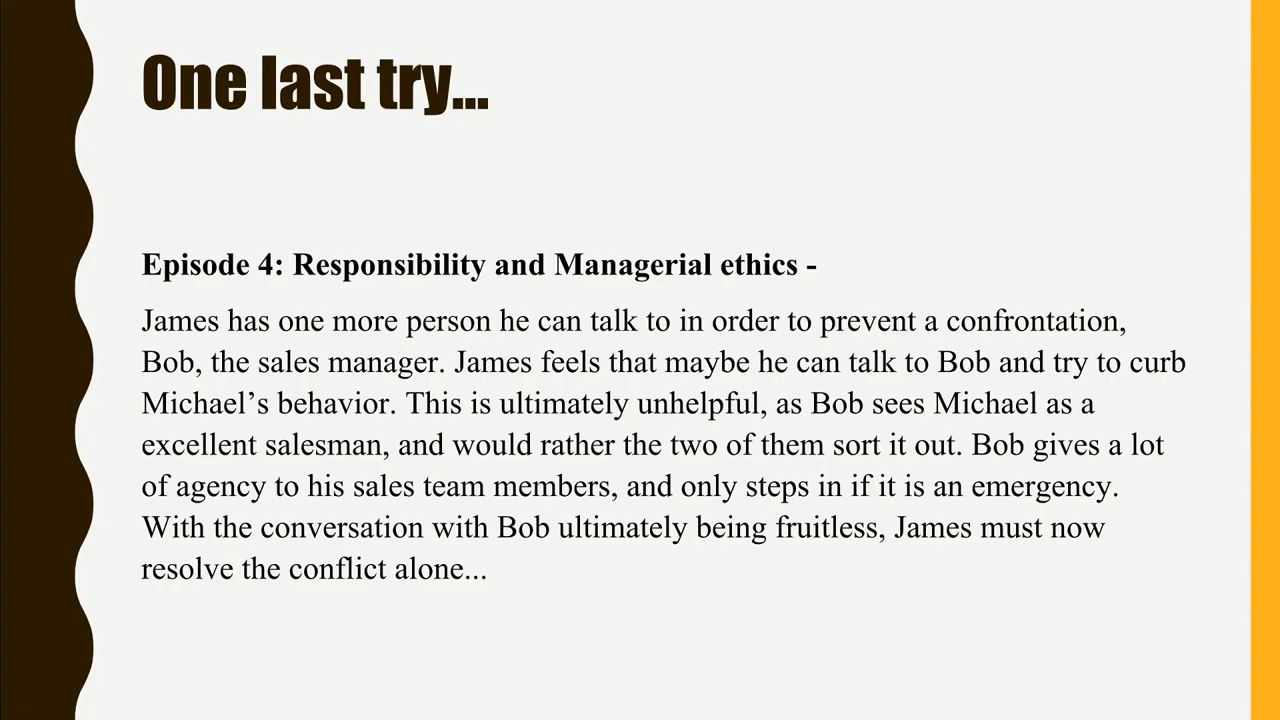 One last try...
Episode 4: Responsibility and Managerial ethics -
James has one more person he can talk to in order to prevent a confrontation,
Bob, the sales manager. James feels that maybe he can talk to Bob and try to curb
Michael’s behavior. This is ultimately unhelpful, as Bob sees Michael as a
excellent salesman, and would rather the two of them sort it out. Bob gives a lot
of agency to his sales team members, and only steps in if it is an emergency.
With the conversation with Bob ultimately being fruitless, James must now
resolve the conflict alone...